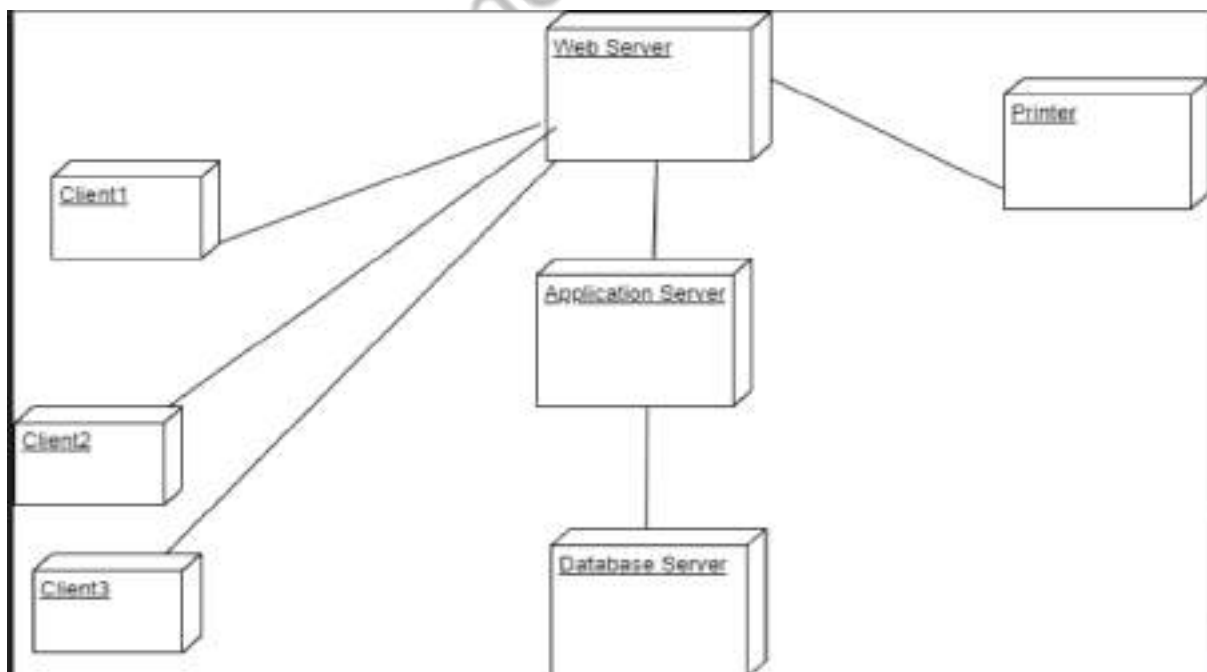 Web Server
Printer
Client1
Application Server
Client2
Database Server
Client3